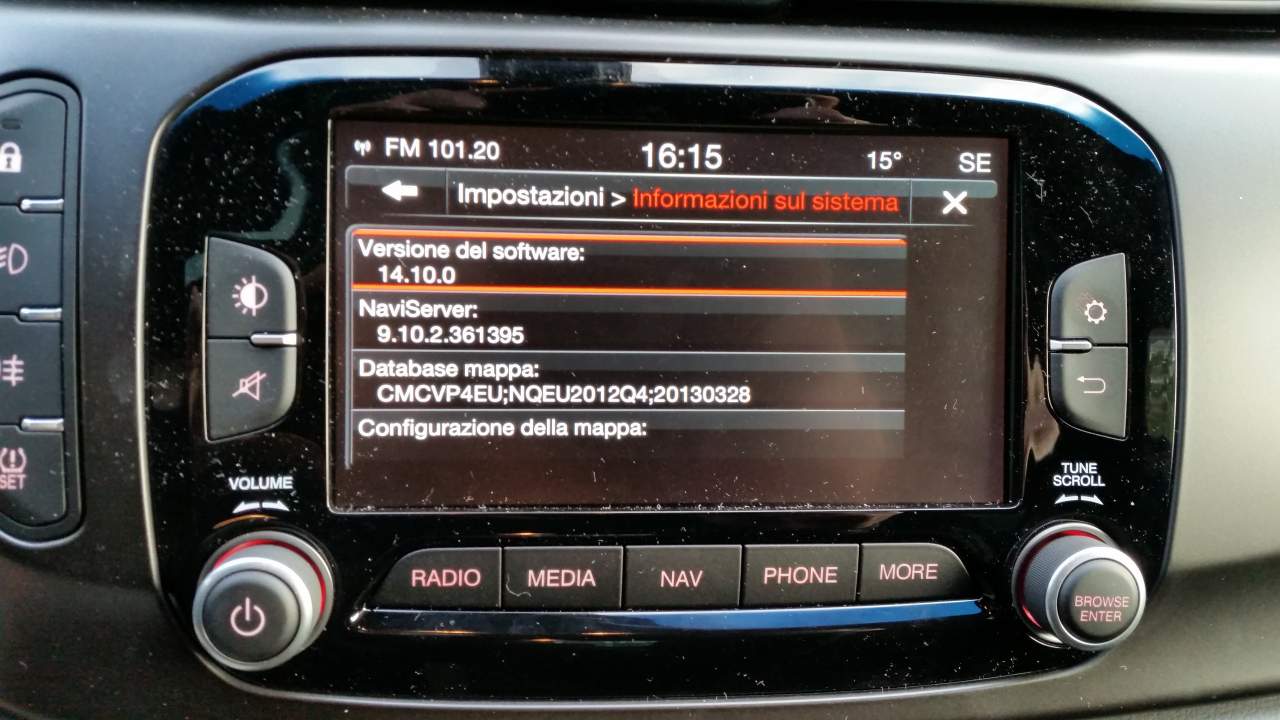 FM 101.20 16:15 15° SE
Impostazioni > Informazioni sul sistema
Versione del software:
14.10.0
NaviServer:
9.10.2.361395
Database mappa:
CMCVP4EU;NQEU2012Q4;20130328
Configurazione della mappa:
SET
VOLUME
TUNE
SCROLL
RADIO MEDIA NAV PHONE MORE
BROWSE
ENTER